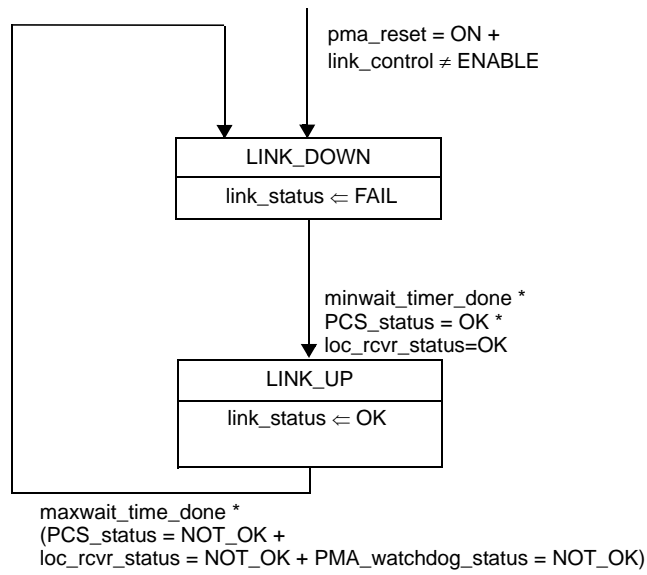 pma_reset = ON +
link_control ≠ ENABLE
LINK_DOWN
link_status ⇐ FAIL
minwait_timer_done *
PCS_status = OK *
loc_rcvr_status=OK
LINK_UP
link_status ⇐ OK
maxwait_time_done *
(PCS_status = NOT_OK +
loc_rcvr_status = NOT_OK + PMA_watchdog_status = NOT_OK)